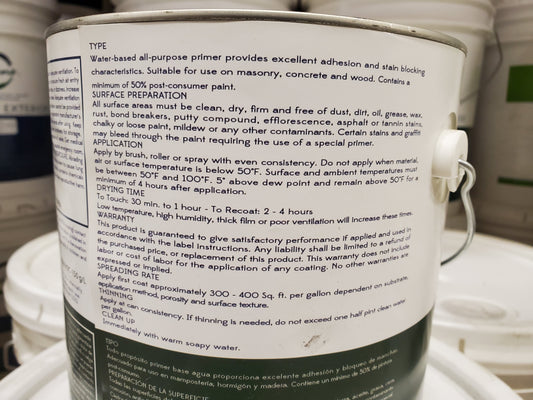 TYPE
Water-based all-purpose primer provides excellent adhesion and stain blocking
characteristics. Suitable for use on masonry, concrete and wood. Contains a
minimum of 50% post-consumer paint.
SURFACE PREPARATION
All surface areas must be clean, dry, firm and free of dust, dirt, oil, grease, wax,
rust, bond breakers, putty compound, efflorescence, asphalt or tannin stains,
chalky or loose paint, mildew or any other contaminants. Certain stains and graffiti
may bleed through the paint requiring the use of a special primer.
APPLICATION
Apply by brush, roller or spray with even consistency. Do not apply when material,
air or surface temperature is below 50°F. Surface and ambient temperatures must
be between 50°F and 100°F. 5° above dew point and remain above 50°F for a
minimum of 4 hours after application.
DRYING TIME
To Touch: 30 min. to 1 hour - To Recoat: 2 - 4 hours
Low temperature, high humidity, thick film or poor ventilation will increase these times.
WARRANTY
This product is guaranteed to give satisfactory performance if applied and used in
accordance with the label instructions. Any liability shall be limited to a refund of
the purchased price, or replacement of this product. This warranty does not include
labor or cost of labor for the application of any coating. No other warranties are
expressed or implied.
SPREADING RATE
Apply first coat approximately 300 - 400 Sq. ft. per gallon dependent on substrate,
application method, porosity and surface texture.
THINNING
Apply at can consistency. If thinning is needed, do not exceed one half pint clean water
per gallon.
CLEAN UP
Immediately with warm soapy water.
TIPO
Todo propósito primer base agua proporciona excelente adhesión y bloqueo de manchas
Adecuado para uso en mampostería, hormigón y madera. Contiene un mínimo de 50% de pintura
post-consumo.
PREPARACIÓN DE LA SUPERFICIE